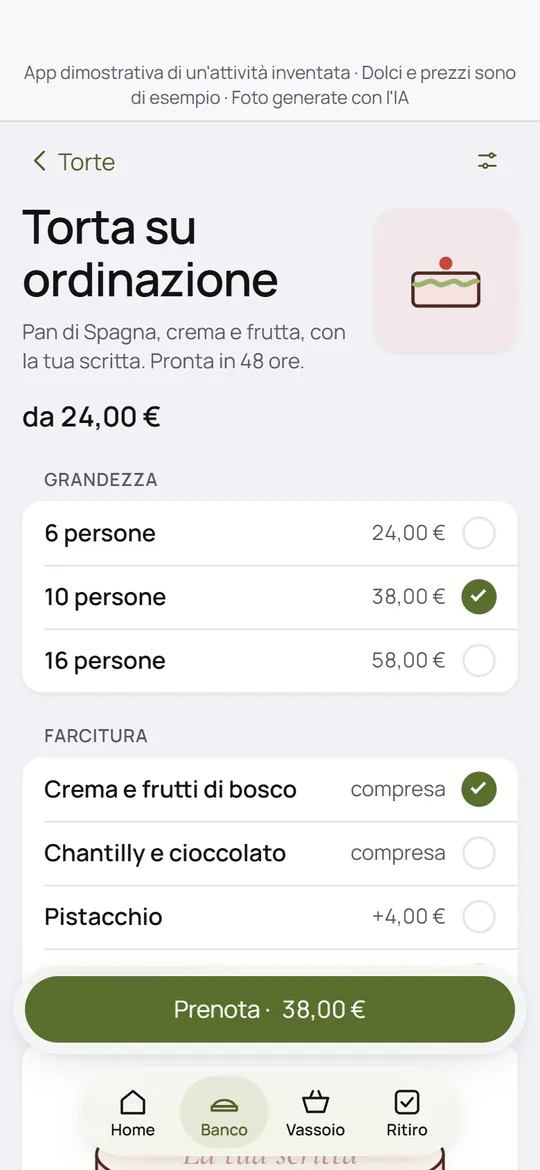 App dimostrativa di un'attività inventata · Dolci e prezzi sono
di esempio · Foto generate con l'IA
Torte
Torta su
ordinazione
Pan di Spagna, crema e frutta, con
la tua scritta. Pronta in 48 ore.
da 24,00 €
GRANDEZZA
6 persone 24,00 €
10 persone 38,00 €
16 persone 58,00 €
FARCITURA
Crema e frutti di bosco compresa
Chantilly e cioccolato compresa
Pistacchio +4,00 €
Prenota · 38,00 €
Home Banco Vassoio Ritiro
La tua scritta